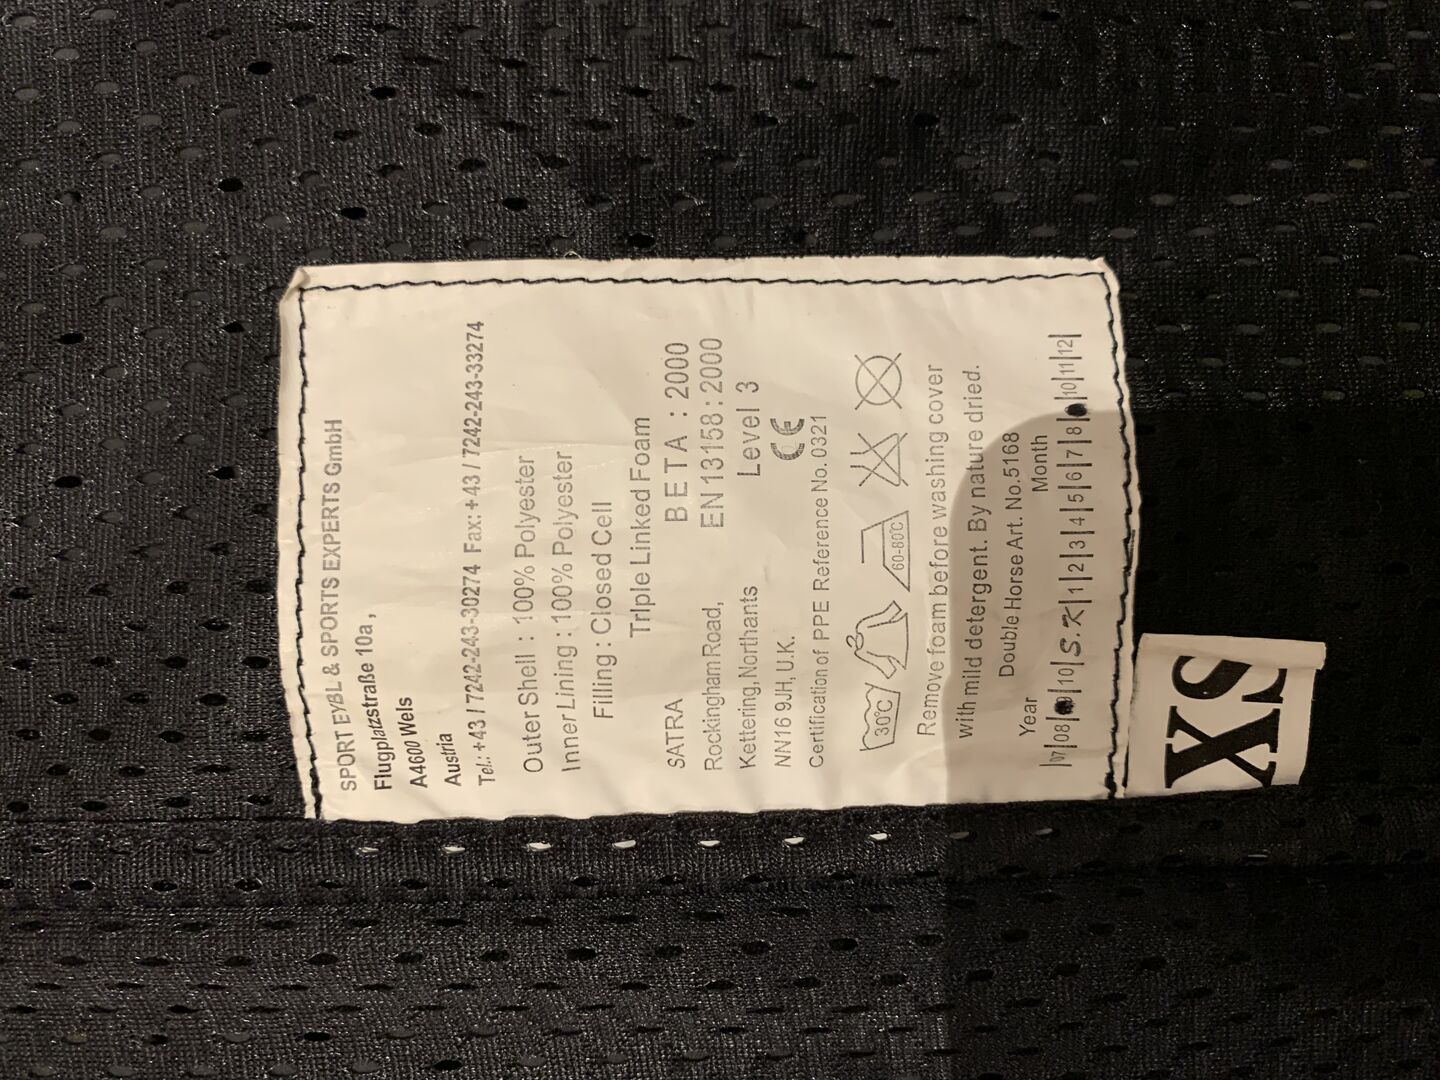 SPORT EYBL & SPORTS EXPERTS GmbH
Flugplatzstraße 10a,
A4600 Wels
Austria
Tel.: +43 / 7242-243-30274 Fax: +43 / 7242-243-33274
Outer Shell : 100% Polyester
Inner Lining : 100% Polyester
Filling : Closed Cell
TrIple Linked Foam
SATRA BETA : 2000
Rockingham Road, EN 13158 : 2000
Kettering, Northants Level 3
NN16 9JH, U.K. CE
Certification of PPE Reference No. 0321
30°C 60-80°C
Remove foam before washing cover
with mild detergent. By nature dried.
Double Horse Art. No. 5168
Year Month
|07|08| |10| S.K |1|2|3|4|5|6|7|8| |10|11|12|
XS